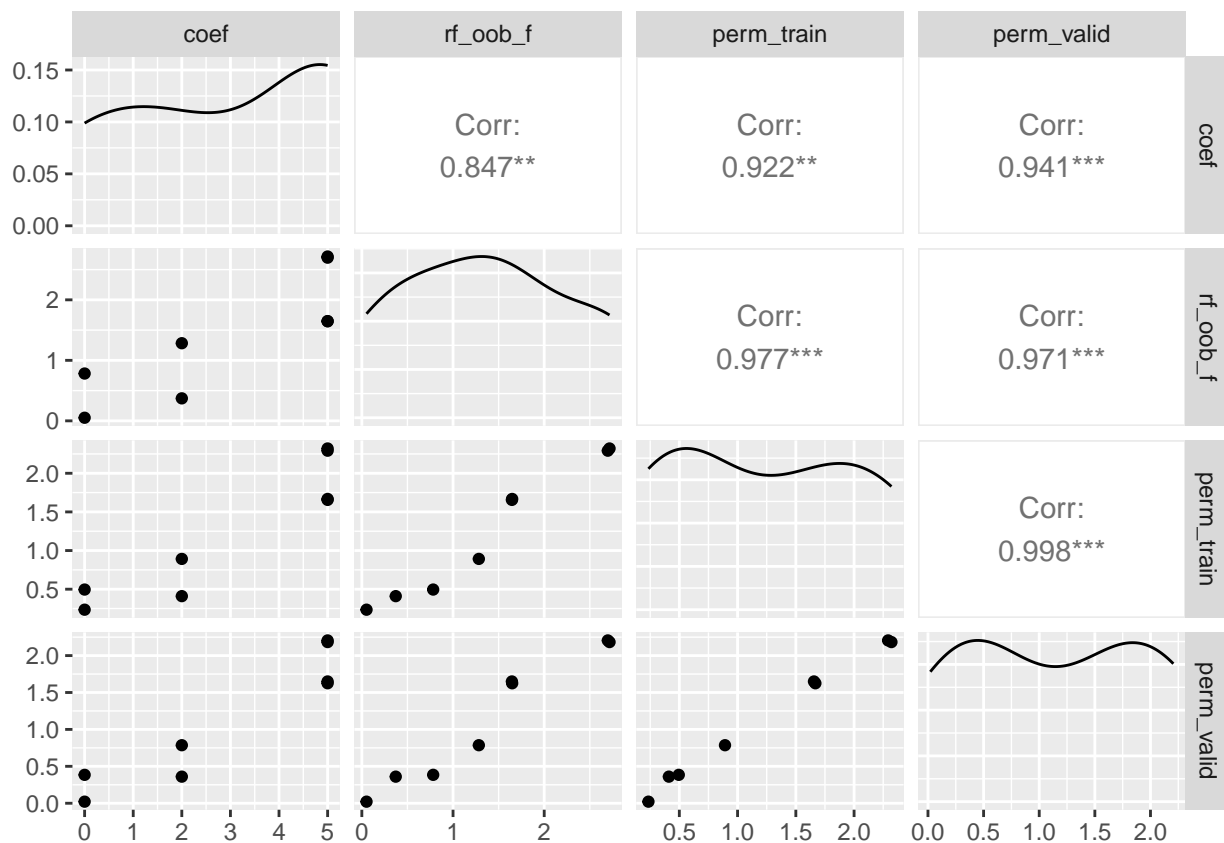 coef rf_oob_f perm_train perm_valid
0.15
0.10
0.05
0.00
Corr:
0.847**
Corr:
0.922**
Corr:
0.941***
coef
2
1
0
Corr:
0.977***
Corr:
0.971***
rf_oob_f
2.0
1.5
1.0
0.5
Corr:
0.998***
perm_train
2.0
1.5
1.0
0.5
0.0
perm_valid
0 1 2 3 4 5
0 1 2
0.5 1.0 1.5 2.0
0.0 0.5 1.0 1.5 2.0